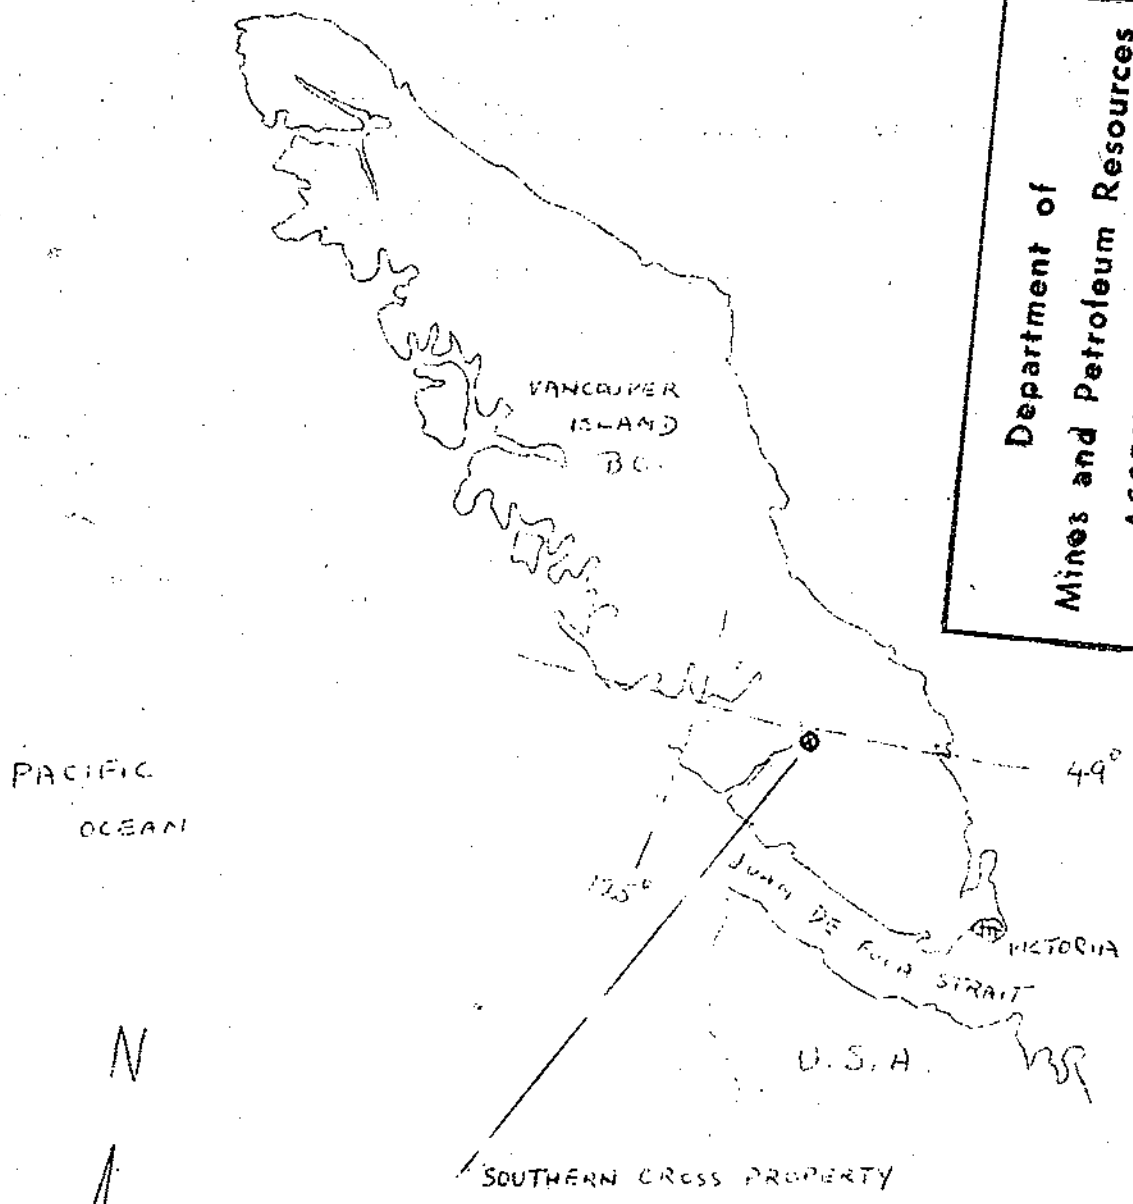 Department of
Mines and Petroleum Resources
VANCOUVER
ISLAND
B.C.
PACIFIC
OCEAN
49°
125°
JUAN DE FUCA STRAIT
VICTORIA
U.S.A.
N
SOUTHERN CROSS PROPERTY